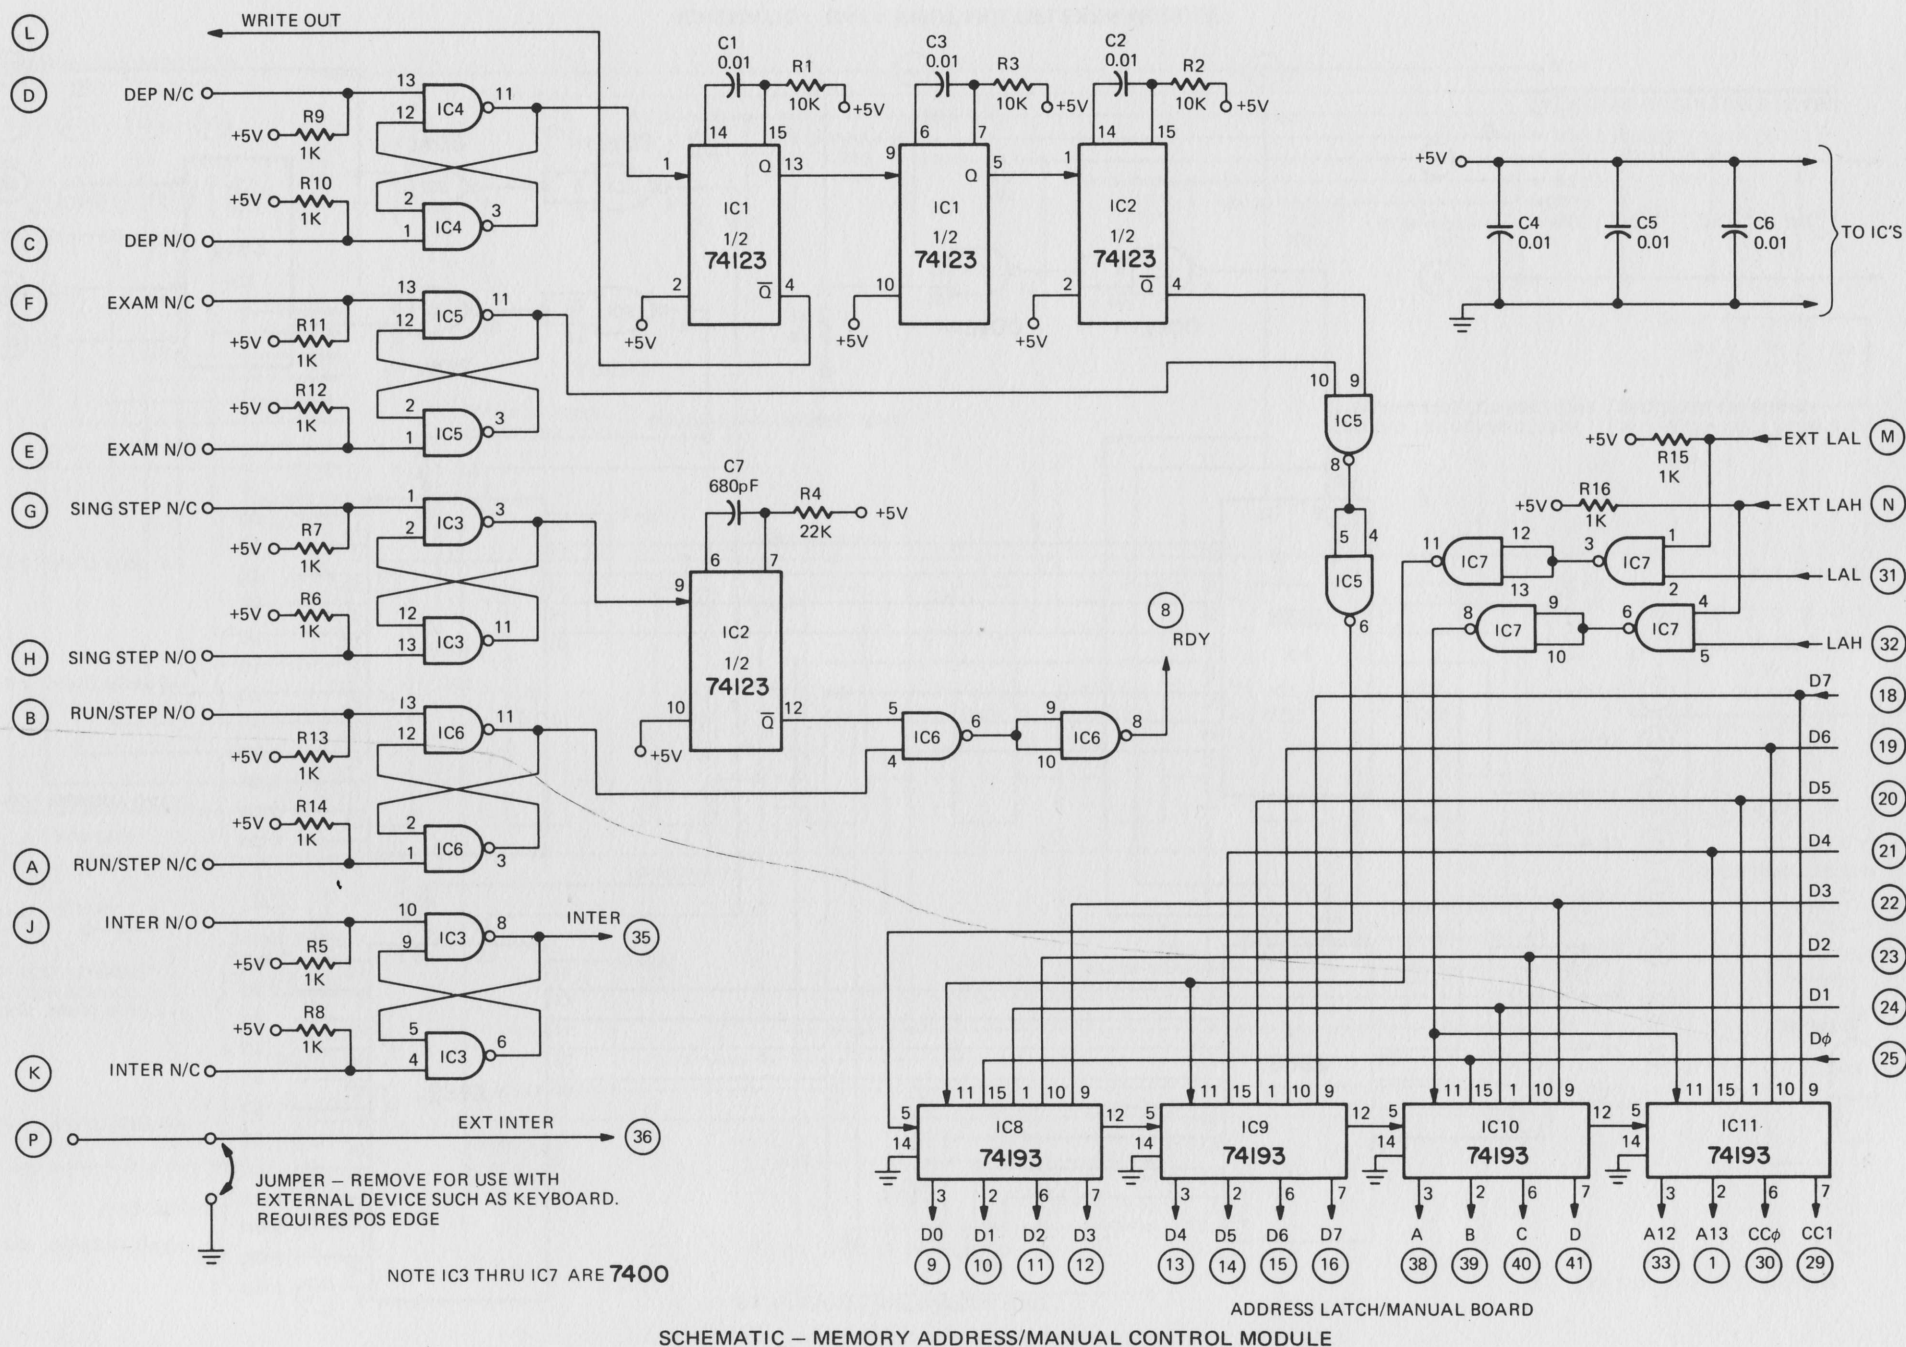 L
WRITE OUT
D
DEP N/C
+5V
R9
1K
R10
+5V
1K
C
DEP N/O
13
12
IC4
11
2
1
IC4
3
C1
0.01
R1
10K
+5V
14
15
1
Q
13
IC1
1/2
74123
2
Q
4
+5V
C3
0.01
R3
10K
+5V
6
7
9
Q
5
IC1
1/2
74123
10
+5V
C2
0.01
R2
10K
+5V
14
15
1
IC2
1/2
74123
2
Q
4
+5V
+5V
C4
0.01
C5
0.01
C6
0.01
TO IC'S
F
EXAM N/C
R11
+5V
1K
R12
+5V
1K
E
EXAM N/O
13
12
IC5
11
2
1
IC5
3
10
9
IC5
8
5
4
IC5
6
G
SING STEP N/C
R7
+5V
1K
R6
+5V
1K
H
SING STEP N/O
1
2
IC3
3
12
13
IC3
11
C7
680pF
R4
22K
+5V
6
7
9
IC2
1/2
74123
10
Q
12
+5V
B
RUN/STEP N/O
R13
+5V
1K
R14
+5V
1K
A
RUN/STEP N/C
13
12
IC6
11
2
1
IC6
3
5
4
IC6
6
9
10
IC6
8
8
RDY
+5V
R15
1K
EXT LAL
M
R16
+5V
1K
EXT LAH
N
11
IC7
12
13
3
IC7
1
2
LAL
31
8
IC7
9
10
6
IC7
4
5
LAH
32
D7
18
D6
19
D5
20
D4
21
D3
22
D2
23
D1
24
Dϕ
25
J
INTER N/O
R5
+5V
1K
R8
+5V
1K
K
INTER N/C
10
9
IC3
8
INTER
35
5
4
IC3
6
P
EXT INTER
36
JUMPER – REMOVE FOR USE WITH
EXTERNAL DEVICE SUCH AS KEYBOARD.
REQUIRES POS EDGE
11 15 1 10 9
5
14
IC8
74193
12
3 2 6 7
D0 D1 D2 D3
9 10 11 12
11 15 1 10 9
5
14
IC9
74193
12
3 2 6 7
D4 D5 D6 D7
13 14 15 16
11 15 1 10 9
5
14
IC10
74193
12
3 2 6 7
A B C D
38 39 40 41
11 15 1 10 9
5
14
IC11
74193
3 2 6 7
A12 A13 CCϕ CC1
33 1 30 29
NOTE IC3 THRU IC7 ARE 7400
ADDRESS LATCH/MANUAL BOARD
SCHEMATIC – MEMORY ADDRESS/MANUAL CONTROL MODULE